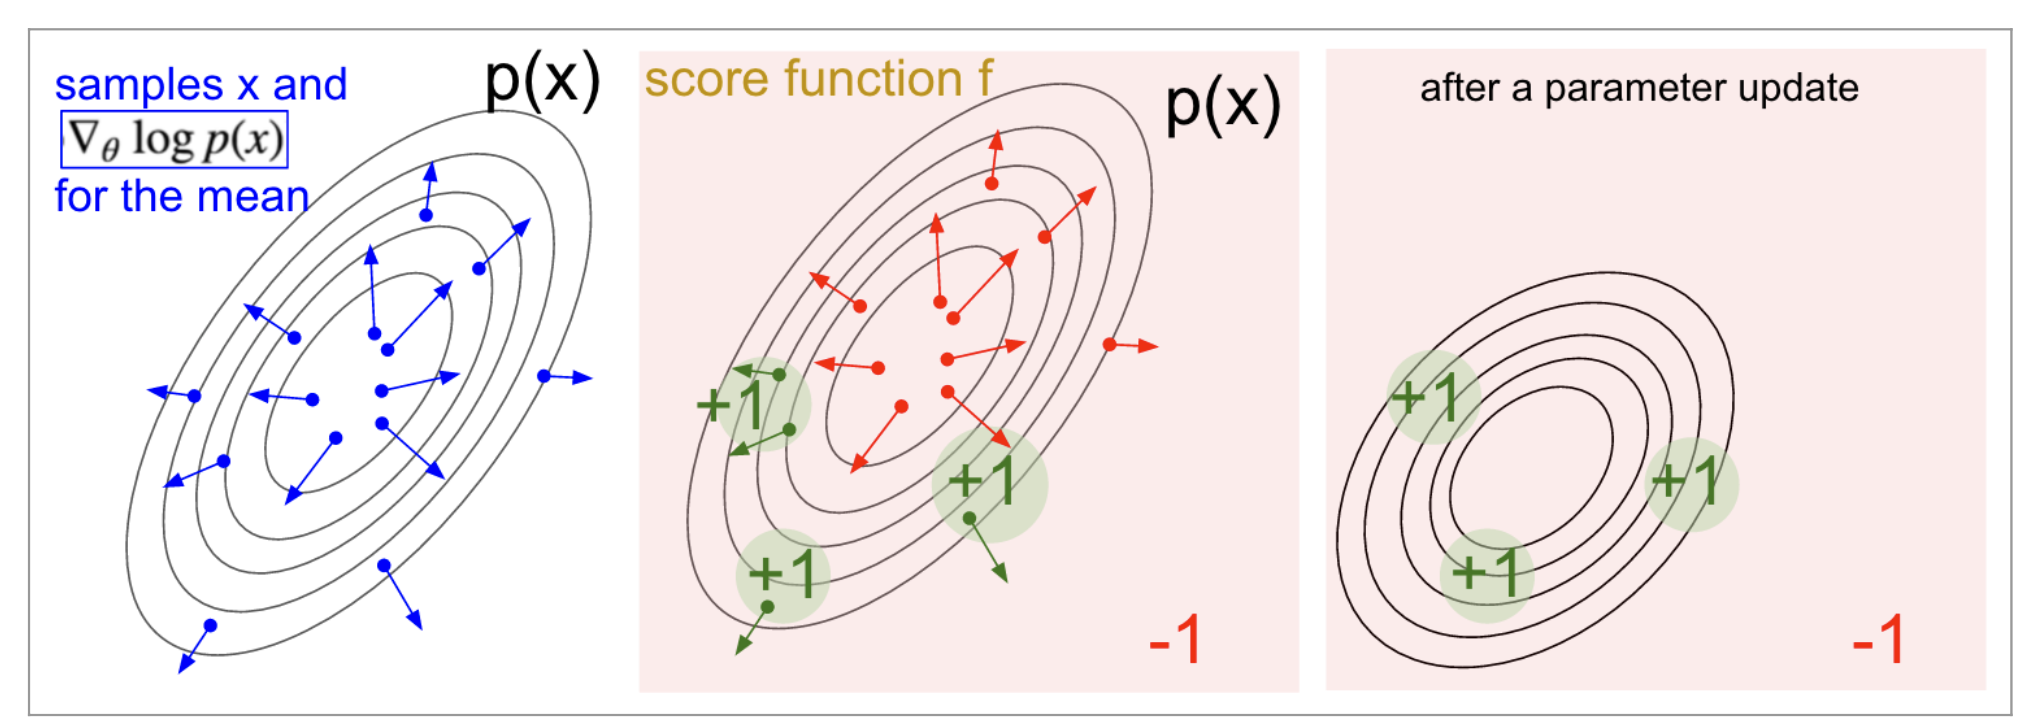 samples x and
∇θ log p(x)
for the mean
p(x)
score function f
p(x)
+1
+1
+1
-1
after a parameter update
+1
+1
+1
-1